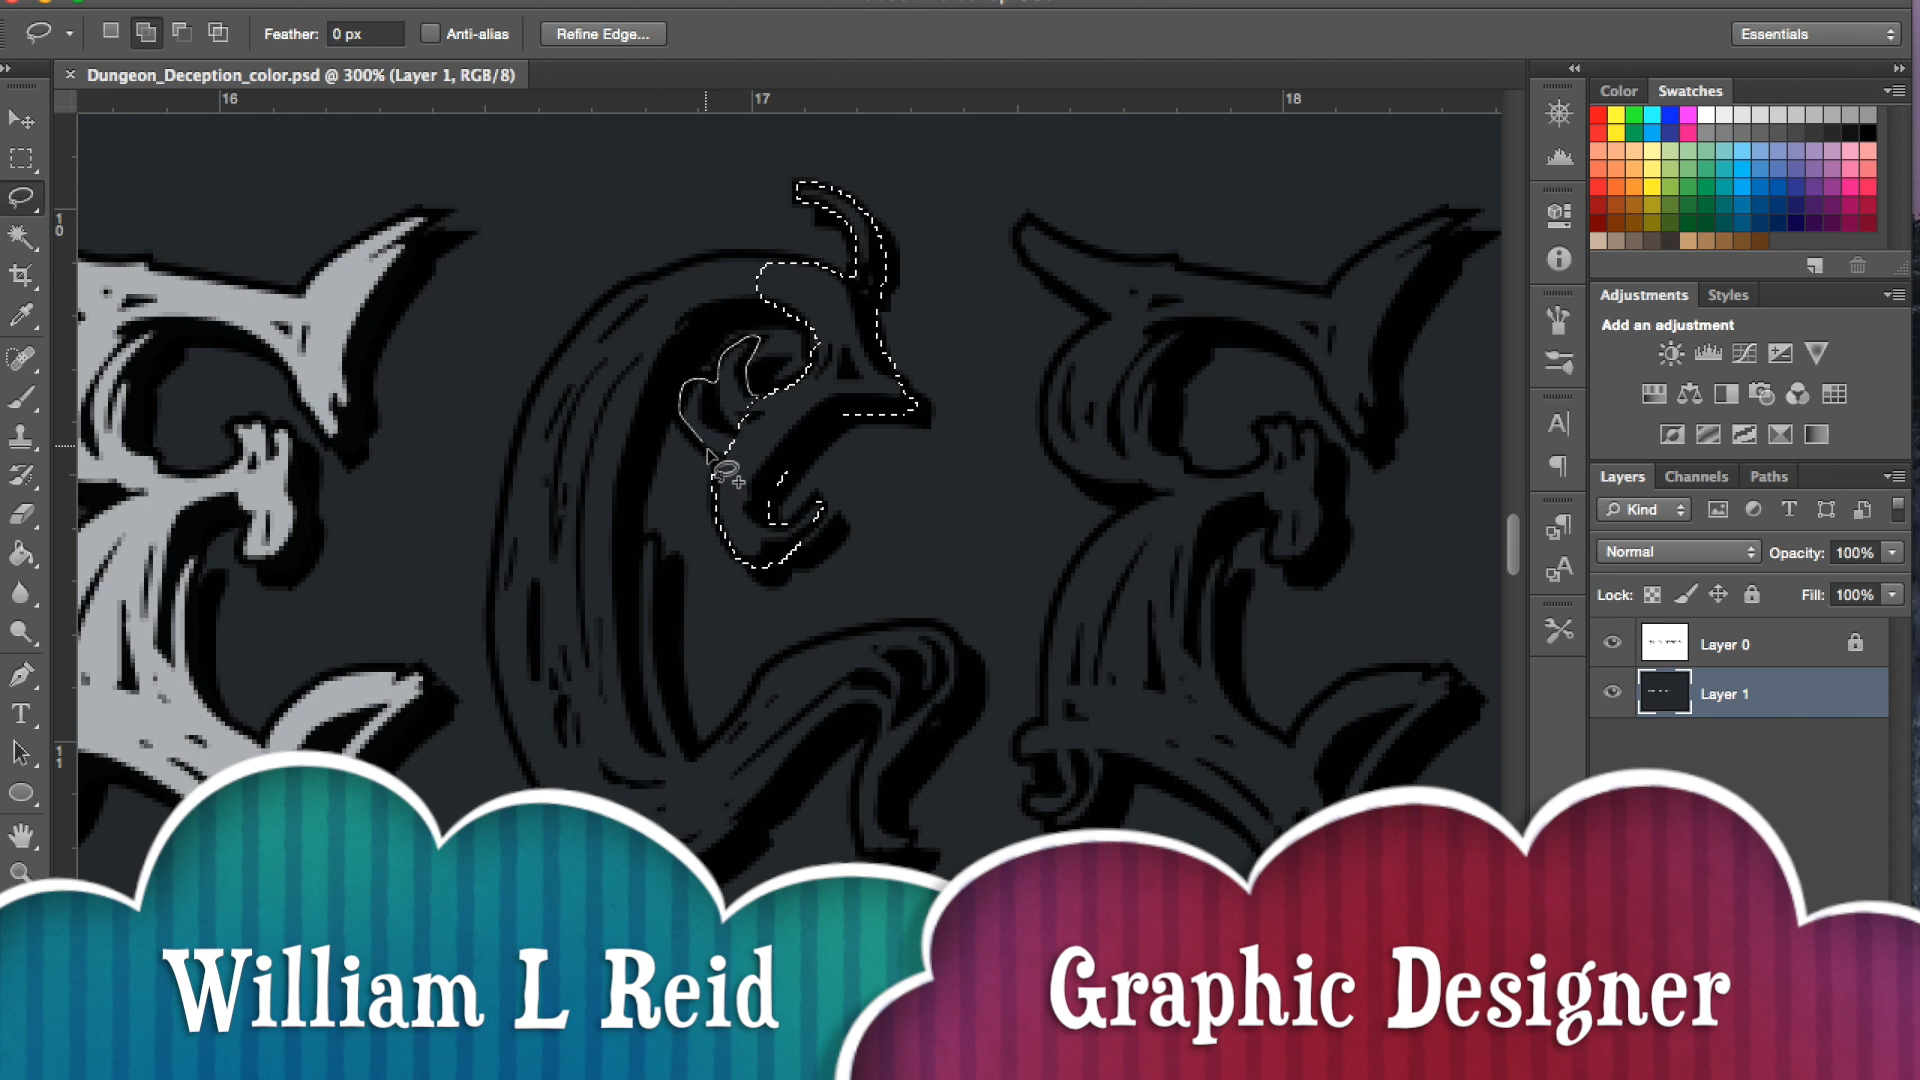 Feather: 0 px Anti-alias Refine Edge... Essentials
Dungeon_Deception_color.psd @ 300% (Layer 1, RGB/8)
16 17 18
10
11
Color Swatches
Adjustments Styles
Add an adjustment
Layers Channels Paths
Kind
Normal Opacity: 100%
Lock: Fill: 100%
Layer 0
Layer 1
William L Reid
Graphic Designer